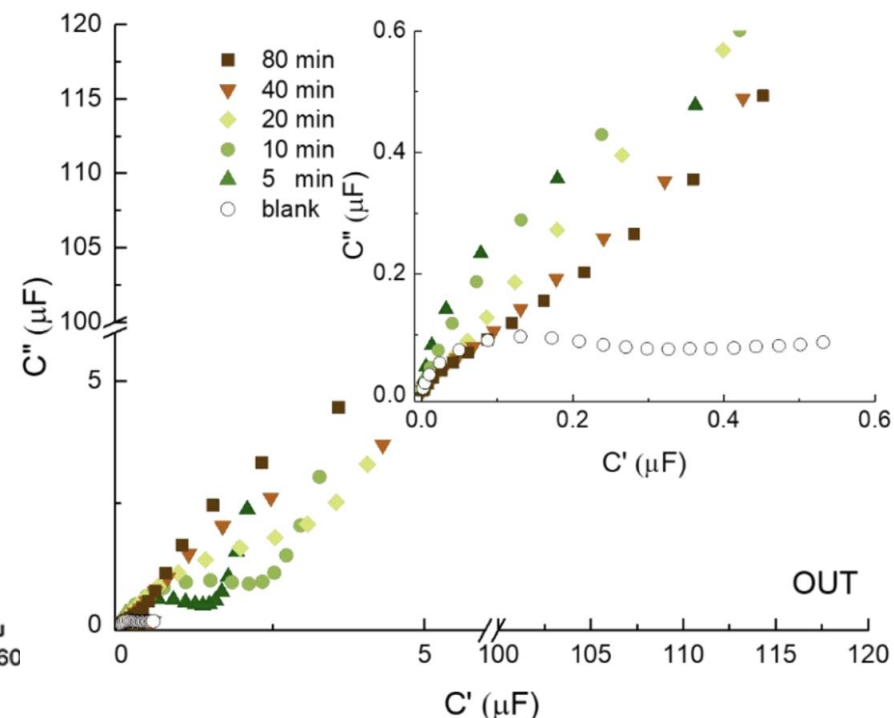 120
115
110
105
100
5
0
C" (μF)
80 min
40 min
20 min
10 min
5 min
blank
0.6
0.4
0.2
0.0
C" (μF)
0.0 0.2 0.4 0.6
C' (μF)
OUT
60
0 5 100 105 110 115 120
C' (μF)